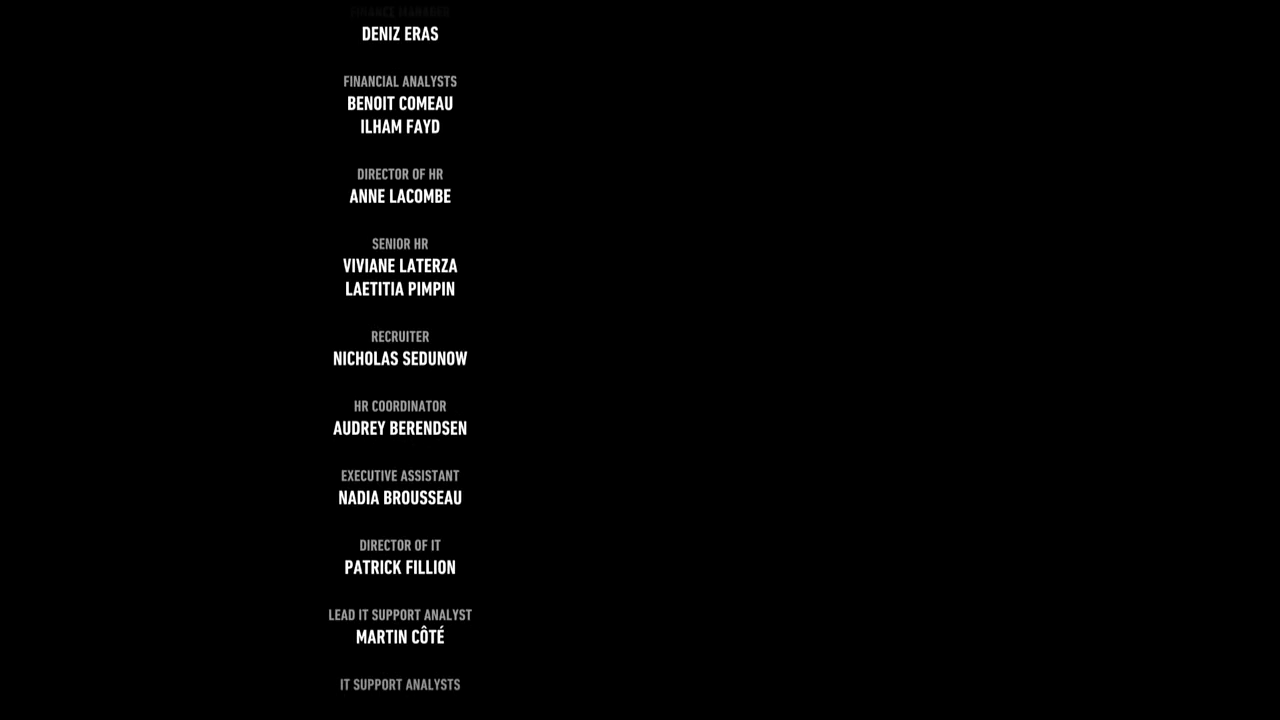 FINANCE MANAGER
DENIZ ERAS
FINANCIAL ANALYSTS
BENOIT COMEAU
ILHAM FAYD
DIRECTOR OF HR
ANNE LACOMBE
SENIOR HR
VIVIANE LATERZA
LAETITIA PIMPIN
RECRUITER
NICHOLAS SEDUNOW
HR COORDINATOR
AUDREY BERENDSEN
EXECUTIVE ASSISTANT
NADIA BROUSSEAU
DIRECTOR OF IT
PATRICK FILLION
LEAD IT SUPPORT ANALYST
MARTIN CÔTÉ
IT SUPPORT ANALYSTS